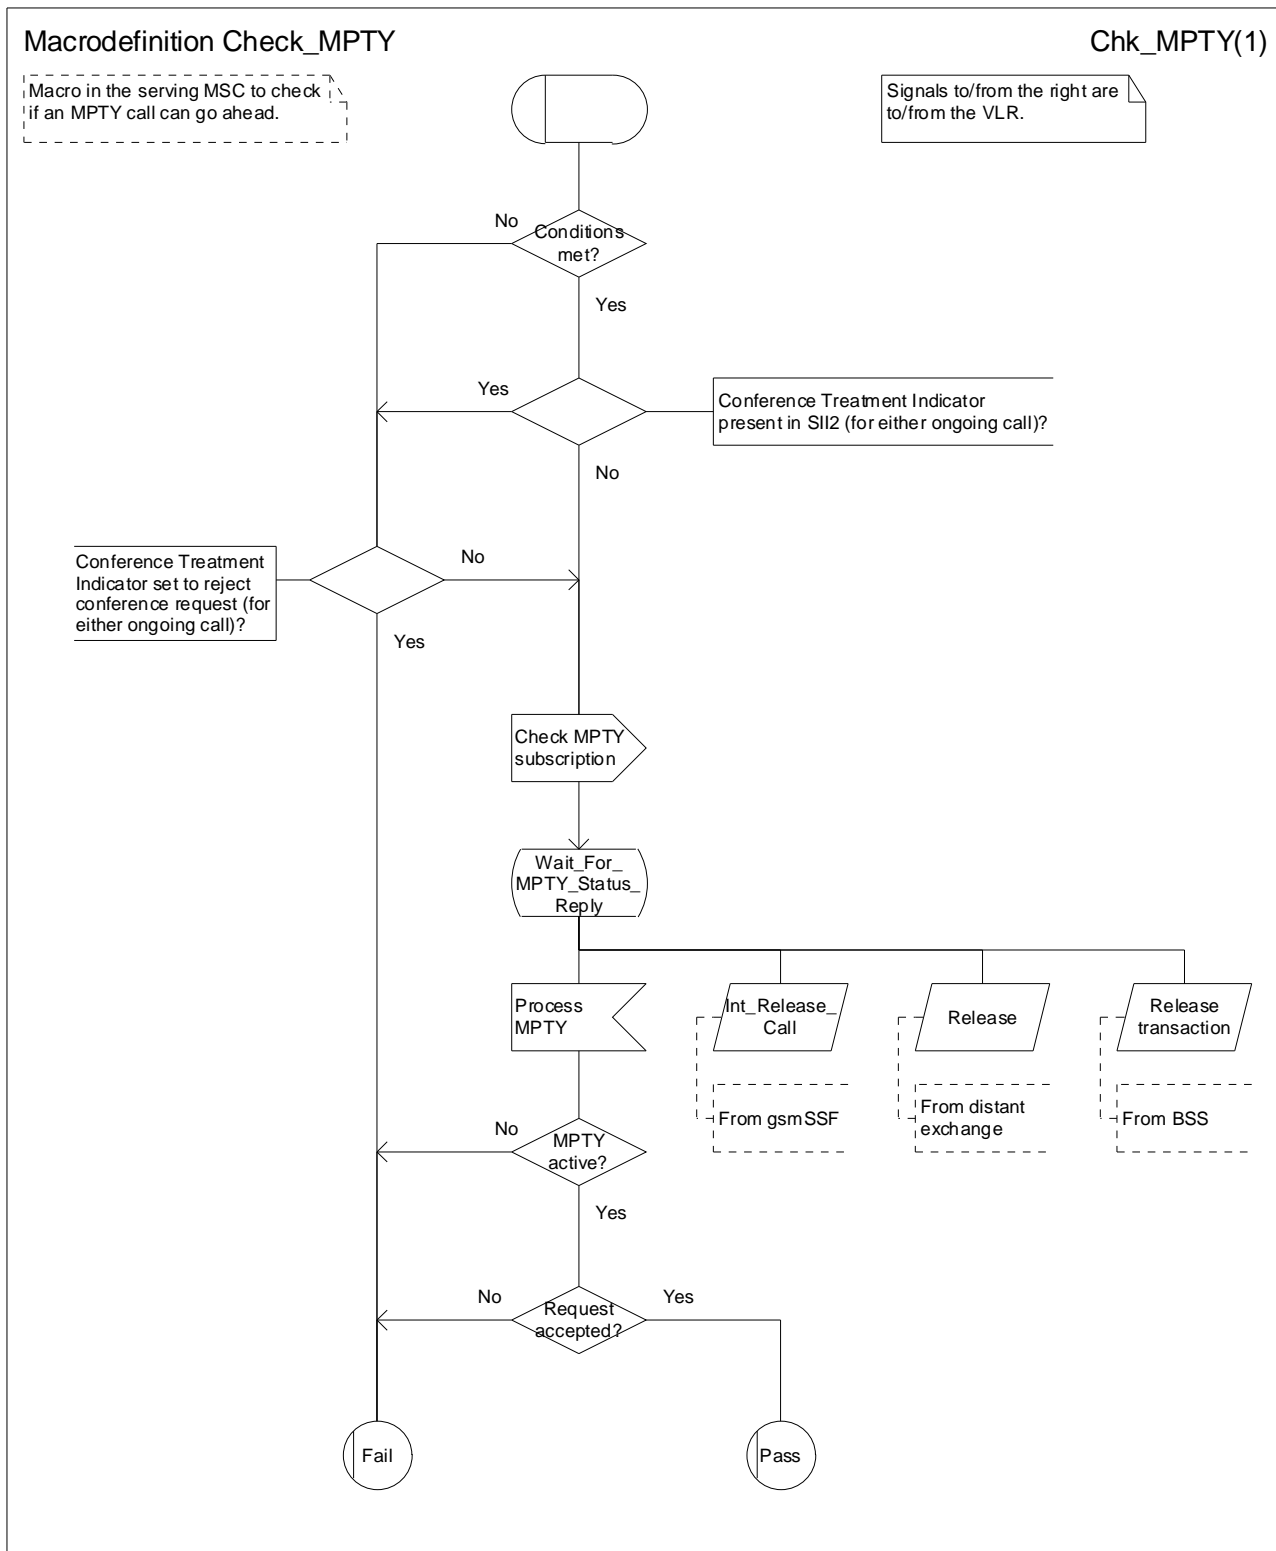 Macrodefinition Check_MPTY
Chk_MPTY(1)
Macro in the serving MSC to check
if an MPTY call can go ahead.
Signals to/from the right are
to/from the VLR.
No
Conditions
met?
Yes
Yes
Conference Treatment Indicator
present in SII2 (for either ongoing call)?
No
Conference Treatment
Indicator set to reject
conference request (for
either ongoing call)?
No
Yes
Check MPTY
subscription
Wait_For_
MPTY_Status_
Reply
Process
MPTY
Int_Release_
Call
Release
Release
transaction
From gsmSSF
From distant
exchange
From BSS
No
MPTY
active?
Yes
No
Request
accepted?
Yes
Fail
Pass